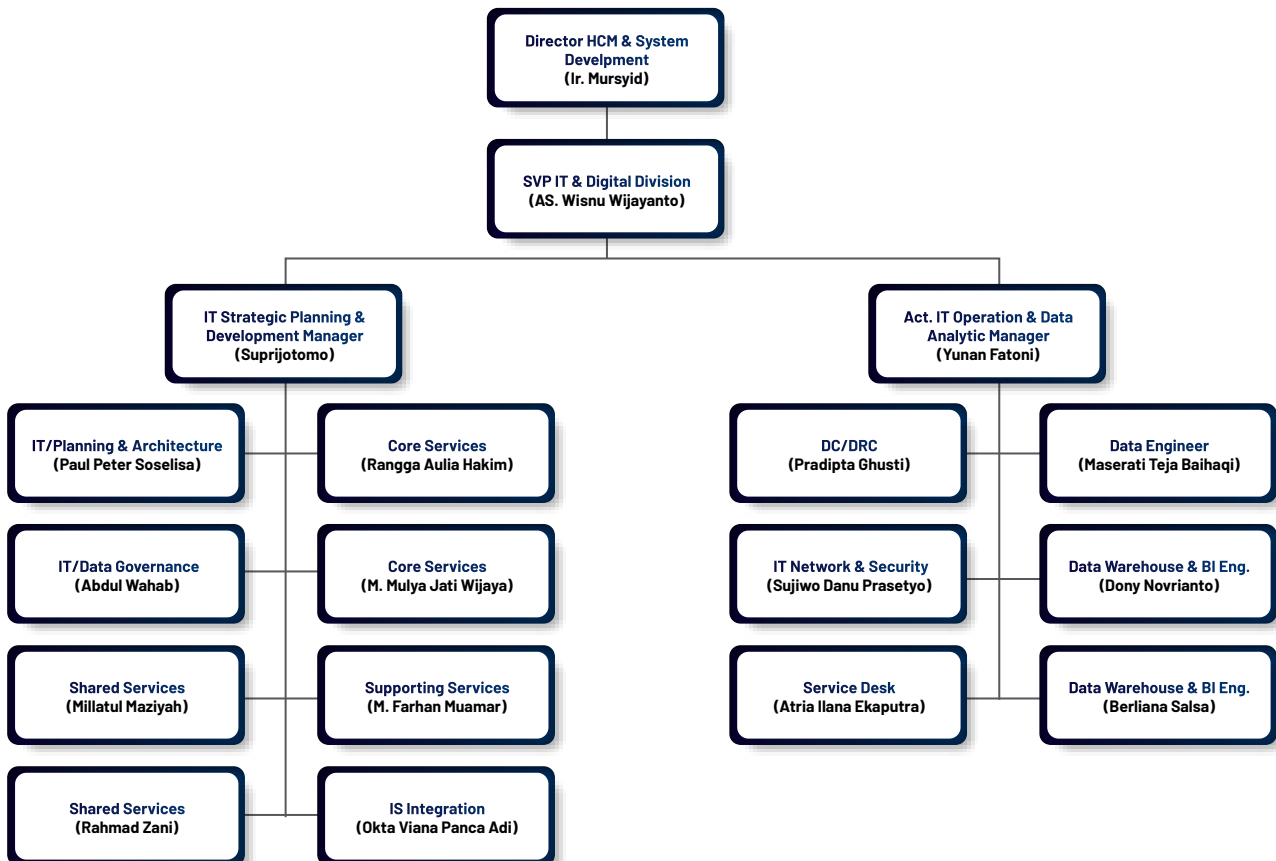 Director HCM & System
Develpment
(Ir. Mursyid)
SVP IT & Digital Division
(AS. Wisnu Wijayanto)
IT Strategic Planning &
Development Manager
(Suprijotomo)
Act. IT Operation & Data
Analytic Manager
(Yunan Fatoni)
IT/Planning & Architecture
(Paul Peter Soselisa)
Core Services
(Rangga Aulia Hakim)
DC/DRC
(Pradipta Ghusti)
Data Engineer
(Maserati Teja Baihaqi)
IT/Data Governance
(Abdul Wahab)
Core Services
(M. Mulya Jati Wijaya)
IT Network & Security
(Sujiwo Danu Prasetyo)
Data Warehouse & BI Eng.
(Dony Novrianto)
Shared Services
(Millatul Maziyah)
Supporting Services
(M. Farhan Muamar)
Service Desk
(Atria Ilana Ekaputra)
Data Warehouse & BI Eng.
(Berliana Salsa)
Shared Services
(Rahmad Zani)
IS Integration
(Okta Viana Panca Adi)